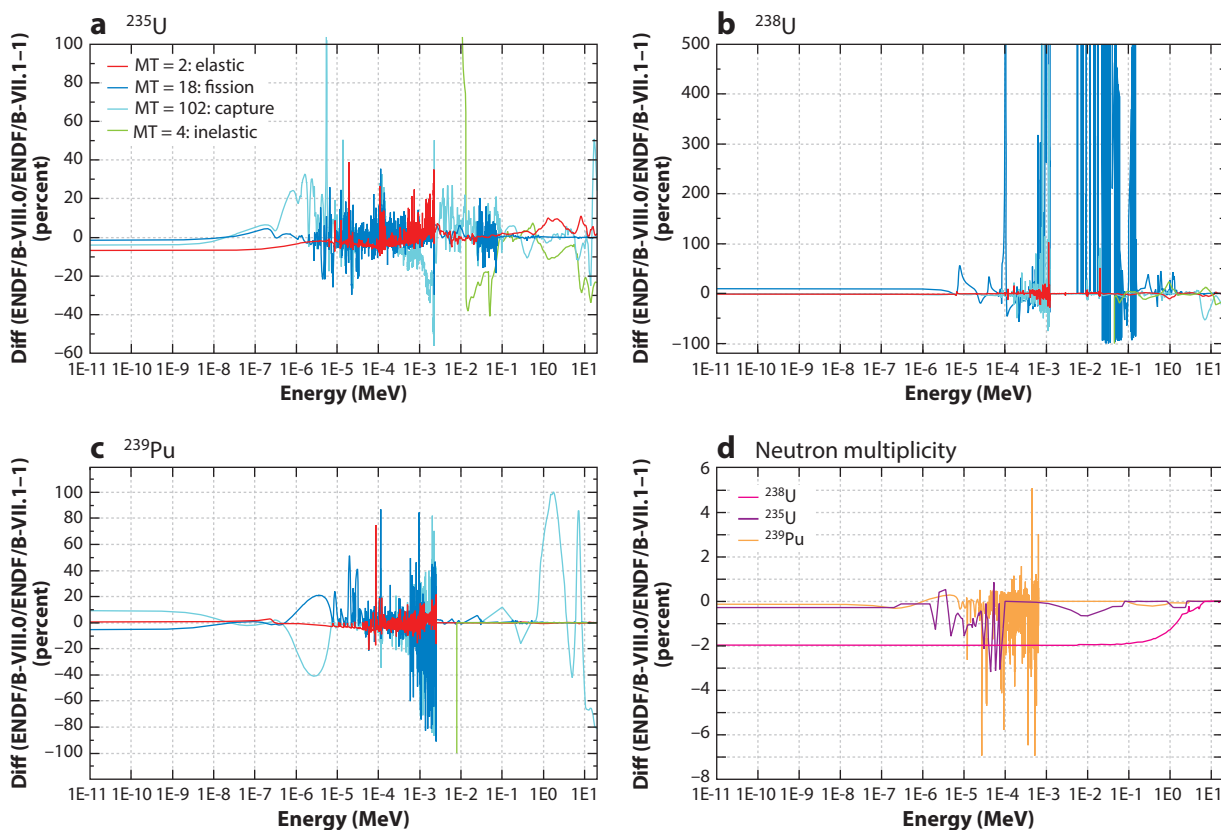 a ²³⁵U
Diff (ENDF/B-VIII.0/ENDF/B-VII.1–1)
(percent)
100
80
60
40
20
0
−20
−40
−60
MT = 2: elastic
MT = 18: fission
MT = 102: capture
MT = 4: inelastic
1E-11 1E-10 1E-9 1E-8 1E-7 1E-6 1E-5 1E-4 1E-3 1E-2 1E-1 1E0 1E1
Energy (MeV)
b ²³⁸U
Diff (ENDF/B-VIII.0/ENDF/B-VII.1–1)
(percent)
500
400
300
200
100
0
−100
1E-11 1E-10 1E-9 1E-8 1E-7 1E-6 1E-5 1E-4 1E-3 1E-2 1E-1 1E0 1E1
Energy (MeV)
c ²³⁹Pu
Diff (ENDF/B-VIII.0/ENDF/B-VII.1–1)
(percent)
100
80
60
40
20
0
−20
−40
−60
−80
−100
1E-11 1E-10 1E-9 1E-8 1E-7 1E-6 1E-5 1E-4 1E-3 1E-2 1E-1 1E0 1E1
Energy (MeV)
d Neutron multiplicity
Diff (ENDF/B-VIII.0/ENDF/B-VII.1–1)
(percent)
6
5
4
2
1
0
−2
−4
−6
−8
²³⁸U
²³⁵U
²³⁹Pu
1E-11 1E-10 1E-9 1E-8 1E-7 1E-6 1E-5 1E-4 1E-3 1E-2 1E-1 1E0 1E1
Energy (MeV)